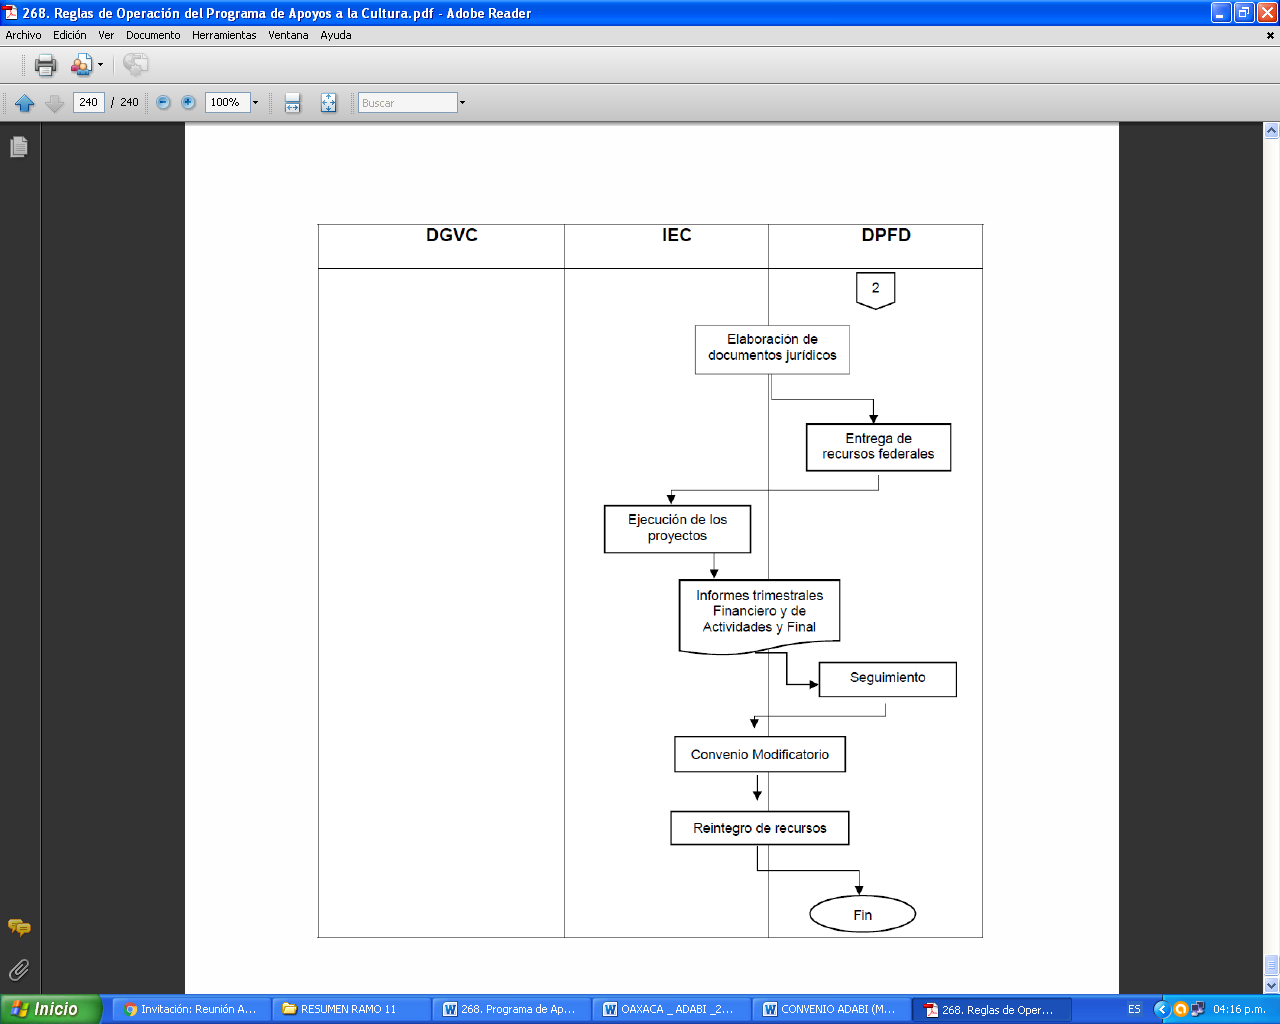 268. Reglas de Operación del Programa de Apoyos a la Cultura.pdf - Adobe Reader
Archivo Edición Ver Documento Herramientas Ventana Ayuda
240 / 240 100% Buscar
DGVC IEC DPFD
2
Elaboración de
documentos jurídicos
Entrega de
recursos federales
Ejecución de los
proyectos
Informes trimestrales
Financiero y de
Actividades y Final
Seguimiento
Convenio Modificatorio
Reintegro de recursos
Fin
Inicio Invitación: Reunión A... RESUMEN RAMO 11 268. Programa de Ap... OAXACA _ ADABI _2... CONVENIO ADABI (M... 268. Reglas de Oper... ES 04:16 p.m.